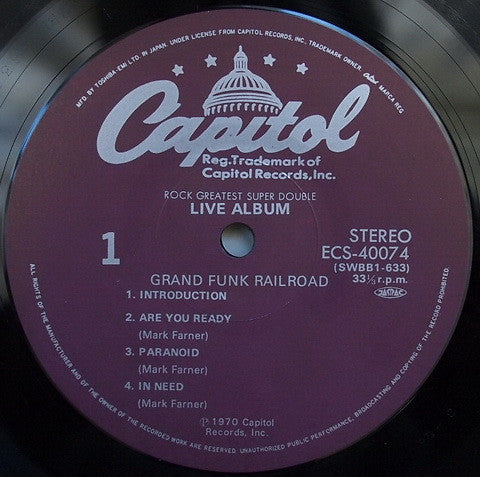 MFD. BY TOSHIBA-EMI LTD. IN JAPAN. UNDER LICENSE FROM CAPITOL RECORDS, INC., TRADEMARK OWNER. MARCA REG.
Capitol
Reg.Trademark of
Capitol Records,Inc.
ROCK GREATEST SUPER DOUBLE
LIVE ALBUM
1
STEREO
ECS-40074
(SWBB1-633)
33⅓ r.p.m.
JASRAC
GRAND FUNK RAILROAD
1. INTRODUCTION
2. ARE YOU READY
(Mark Farner)
3. PARANOID
(Mark Farner)
4. IN NEED
(Mark Farner)
Ⓟ 1970 Capitol
Records, Inc.
ALL RIGHTS OF THE MANUFACTURER AND OF THE OWNER OF THE RECORDED WORK ARE RESERVED. UNAUTHORIZED PUBLIC PERFORMANCE, BROADCASTING AND COPYING OF THE RECORD PROHIBITED